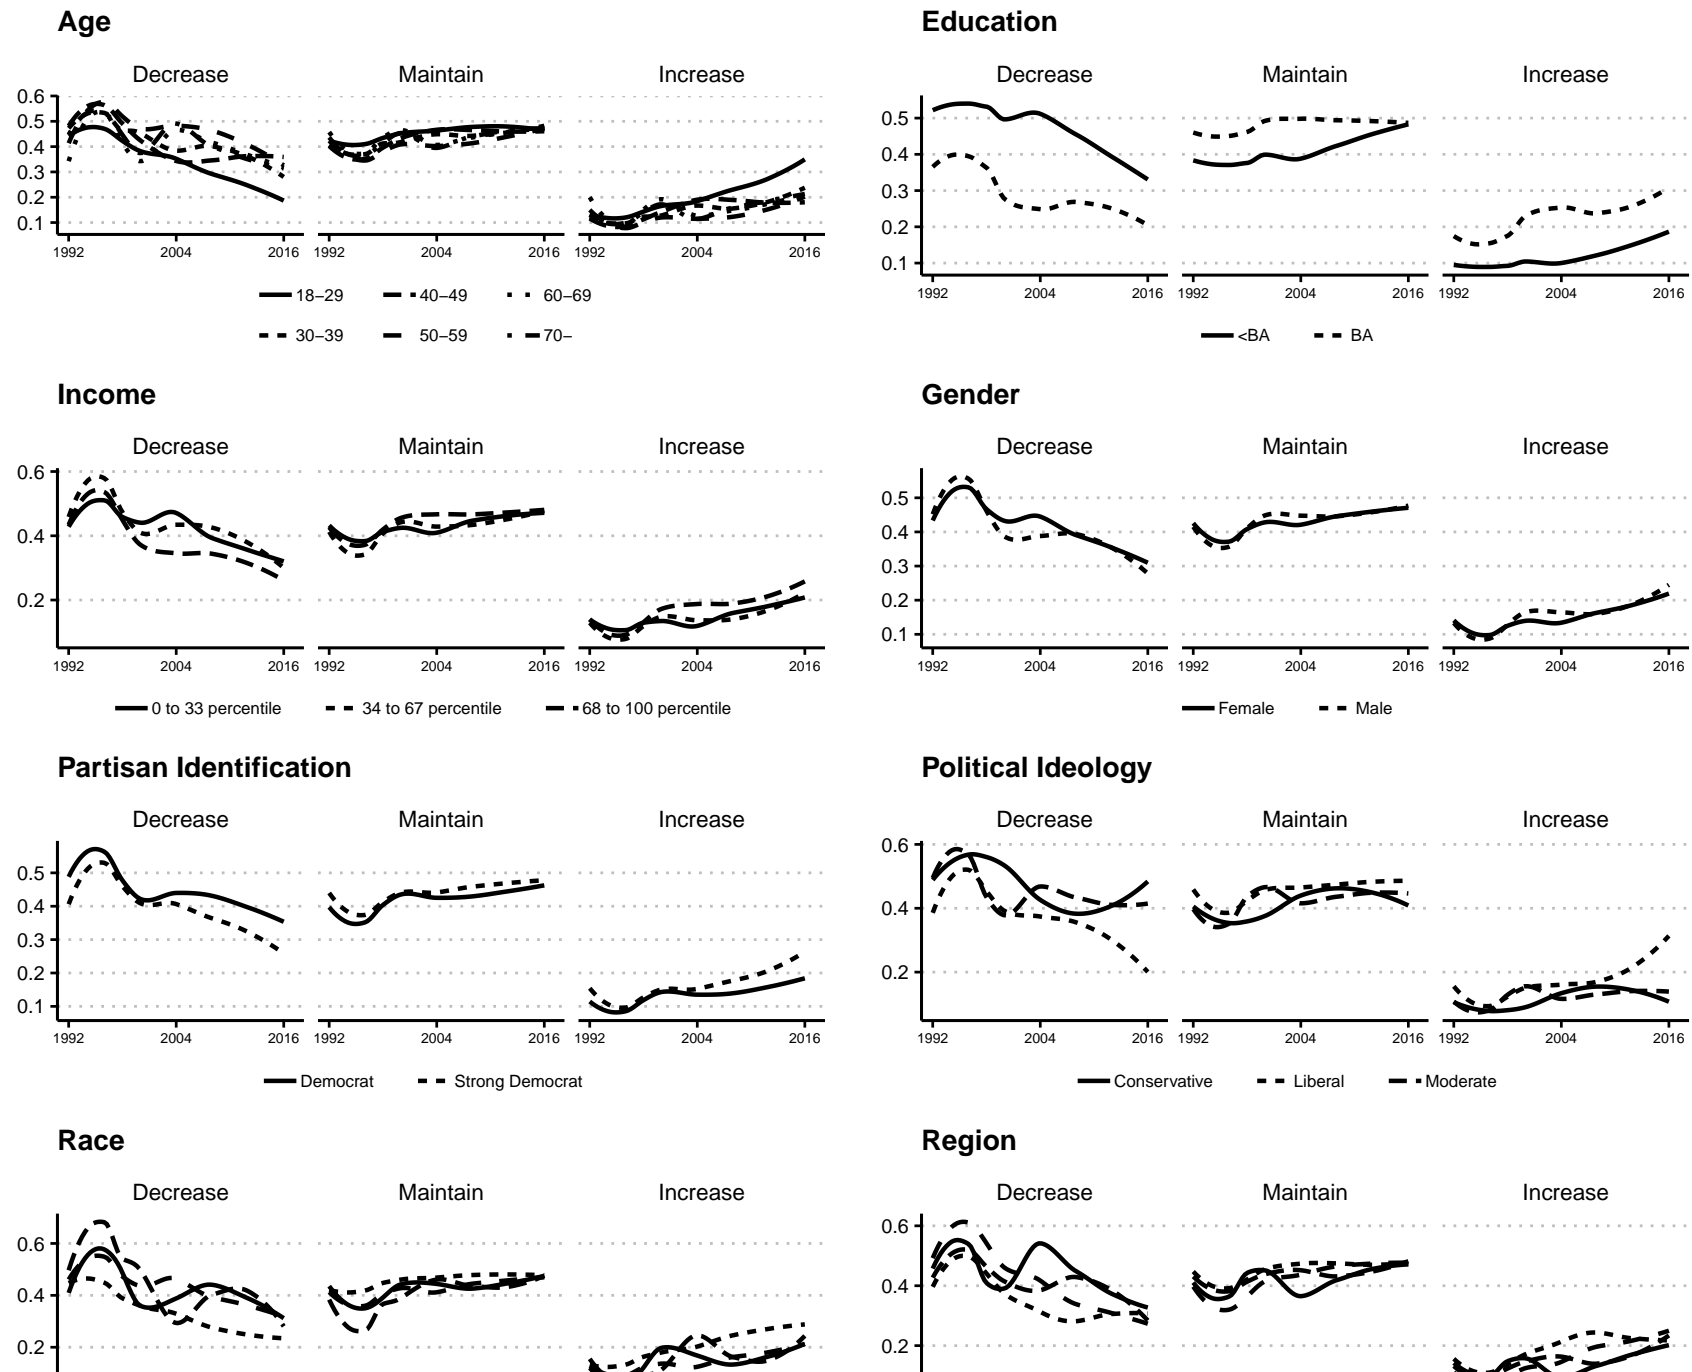 Age
Education
Decrease Maintain Increase
Decrease Maintain Increase
0.6
0.5
0.4
0.3
0.2
0.1
0.5
0.4
0.3
0.2
0.1
1992 2004 2016 1992 2004 2016 1992 2004 2016
1992 2004 2016 1992 2004 2016 1992 2004 2016
18–29 40–49 60–69
30–39 50–59 70–
<BA BA
Income
Gender
Decrease Maintain Increase
Decrease Maintain Increase
0.6
0.4
0.2
0.5
0.4
0.3
0.2
0.1
1992 2004 2016 1992 2004 2016 1992 2004 2016
1992 2004 2016 1992 2004 2016 1992 2004 2016
0 to 33 percentile 34 to 67 percentile 68 to 100 percentile
Female Male
Partisan Identification
Political Ideology
Decrease Maintain Increase
Decrease Maintain Increase
0.5
0.4
0.3
0.2
0.1
0.6
0.4
0.2
1992 2004 2016 1992 2004 2016 1992 2004 2016
1992 2004 2016 1992 2004 2016 1992 2004 2016
Democrat Strong Democrat
Conservative Liberal Moderate
Race
Region
Decrease Maintain Increase
Decrease Maintain Increase
0.6
0.4
0.2
0.6
0.4
0.2